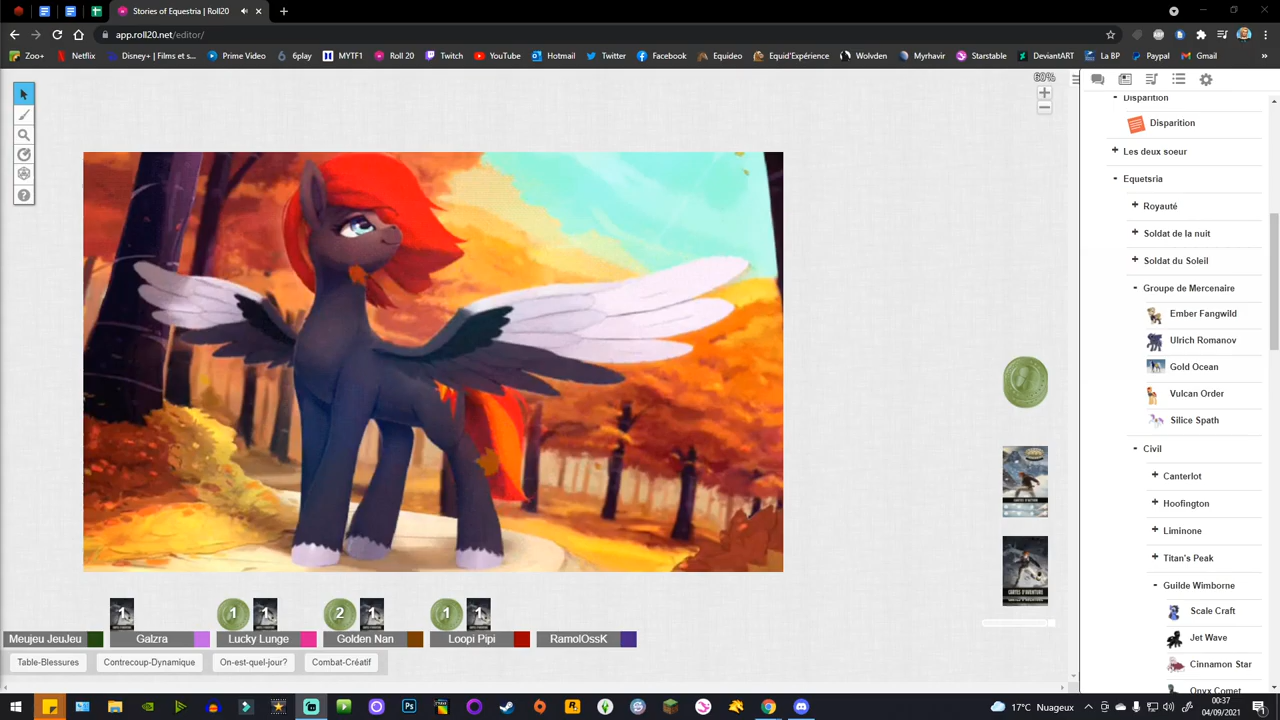 Stories of Equestria | Roll20
app.roll20.net/editor/
Zoo+ Netflix Disney+ | Films et s... Prime Video 6play MYTF1 Roll 20 Twitch YouTube Hotmail Twitter Facebook Equideo Equid'Expérience Wolvden Myrhavir Starstable DeviantART La BP Paypal Gmail
60%
Disparition
Disparition
Les deux soeur
Equetsria
Royauté
Soldat de la nuit
Soldat du Soleil
Groupe de Mercenaire
Ember Fangwild
Ulrich Romanov
Gold Ocean
Vulcan Order
Silice Spath
Civil
Canterlot
Hoofington
Liminone
Titan's Peak
Guilde Wimborne
Scale Craft
Jet Wave
Cinnamon Star
Onyx Comet
1 1 1 2 1 1 1
Meujeu JeuJeu Galzra Lucky Lunge Golden Nan Loopi Pipi RamolOssK
Table-Blessures Contrecoup-Dynamique On-est-quel-jour? Combat-Créatif
17°C Nuageux
00:37
04/09/2021